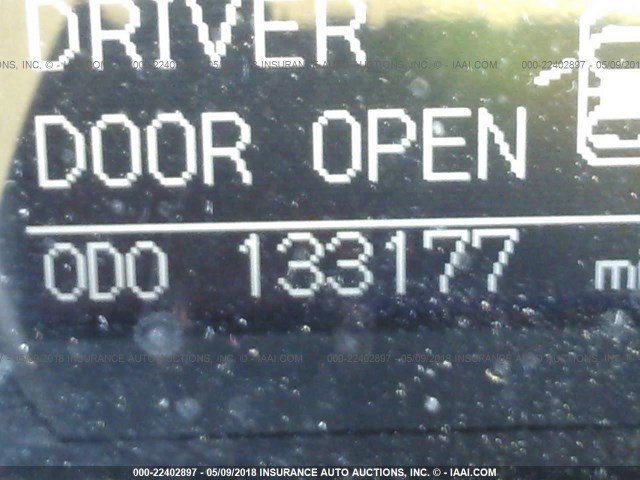 DRIVER
DOOR OPEN
ODO 133177 mi
000-22402897 - 05/09/2018 INSURANCE AUTO AUCTIONS, INC. © - IAAI.COM